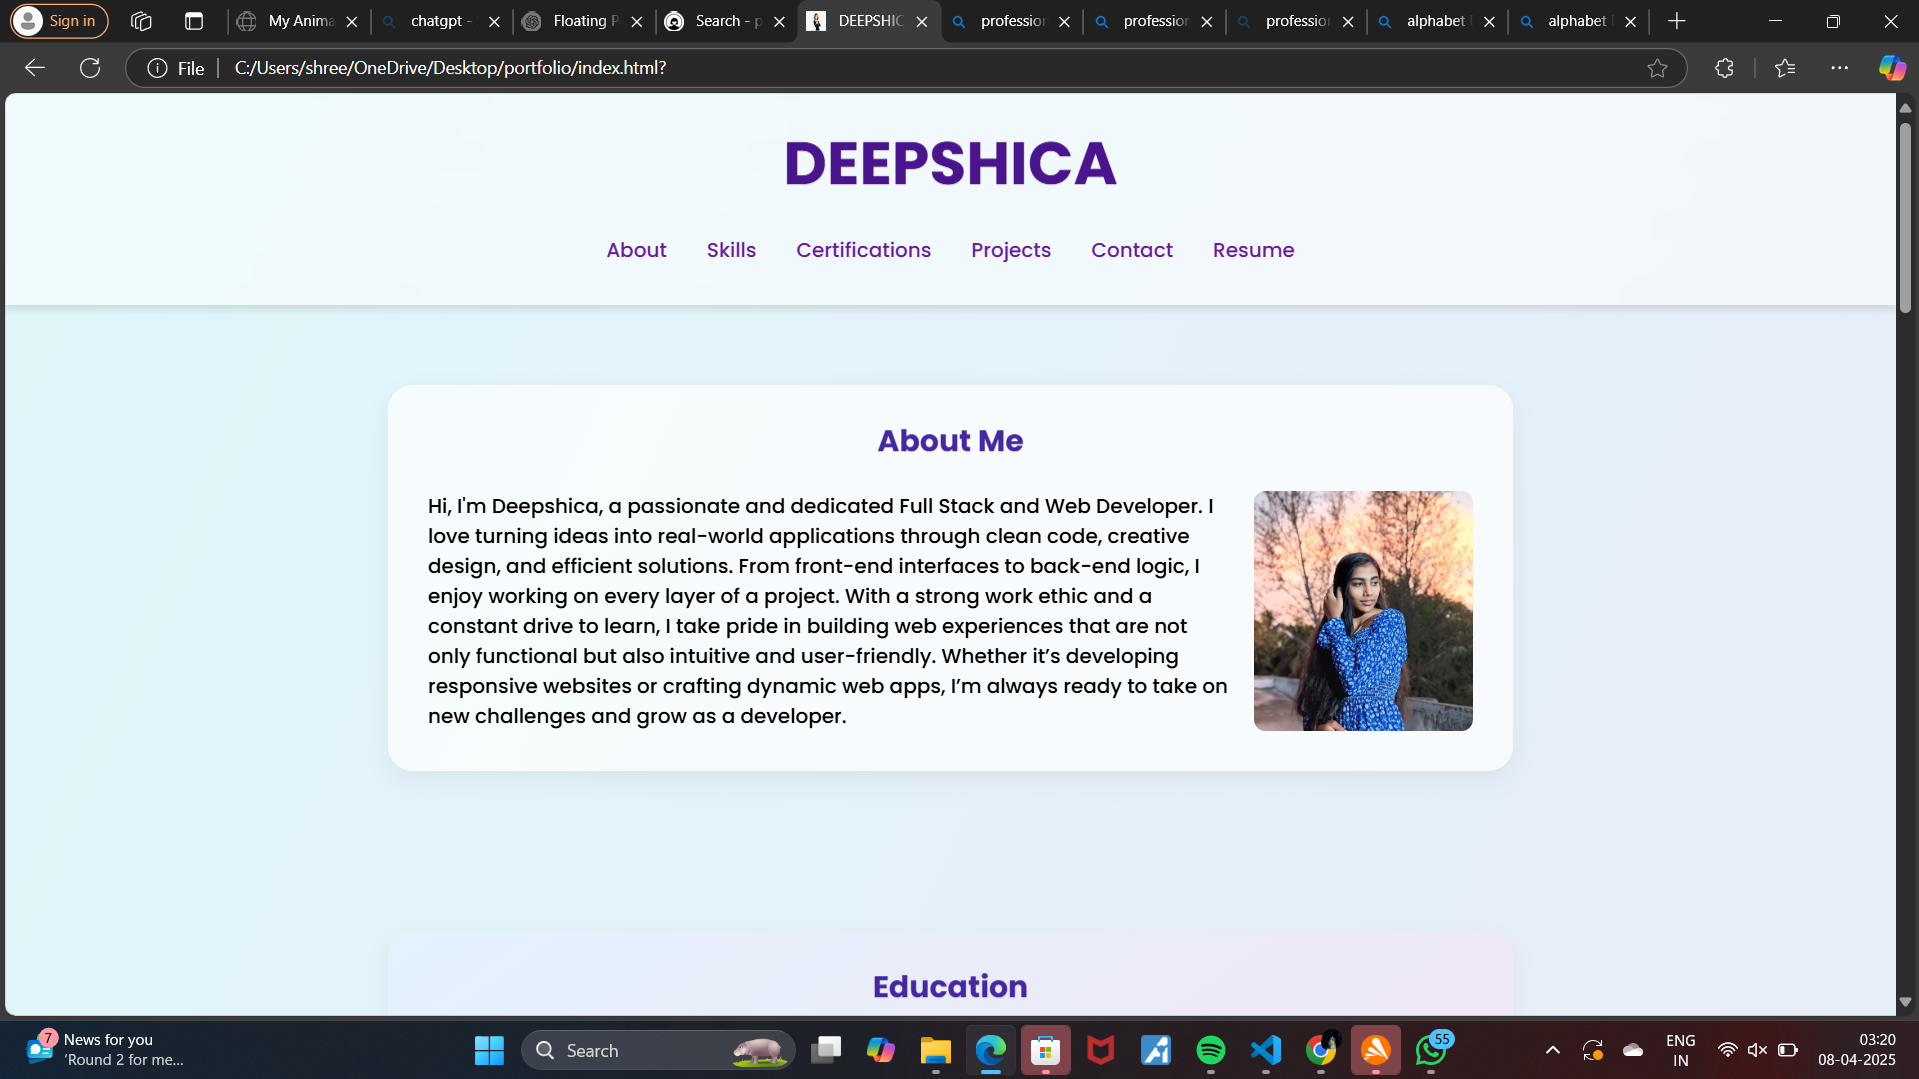 Sign in
My Anima
chatgpt -
Floating P
Search - p
DEEPSHIC
profession
profession
profession
alphabet
alphabet
File
C:/Users/shree/OneDrive/Desktop/portfolio/index.html?
DEEPSHICA
About Skills Certifications Projects Contact Resume
About Me
Hi, I'm Deepshica, a passionate and dedicated Full Stack and Web Developer. I
love turning ideas into real-world applications through clean code, creative
design, and efficient solutions. From front-end interfaces to back-end logic, I
enjoy working on every layer of a project. With a strong work ethic and a
constant drive to learn, I take pride in building web experiences that are not
only functional but also intuitive and user-friendly. Whether it’s developing
responsive websites or crafting dynamic web apps, I’m always ready to take on
new challenges and grow as a developer.
Education
7
News for you
‘Round 2 for me...
Search
55
ENG
IN
03:20
08-04-2025